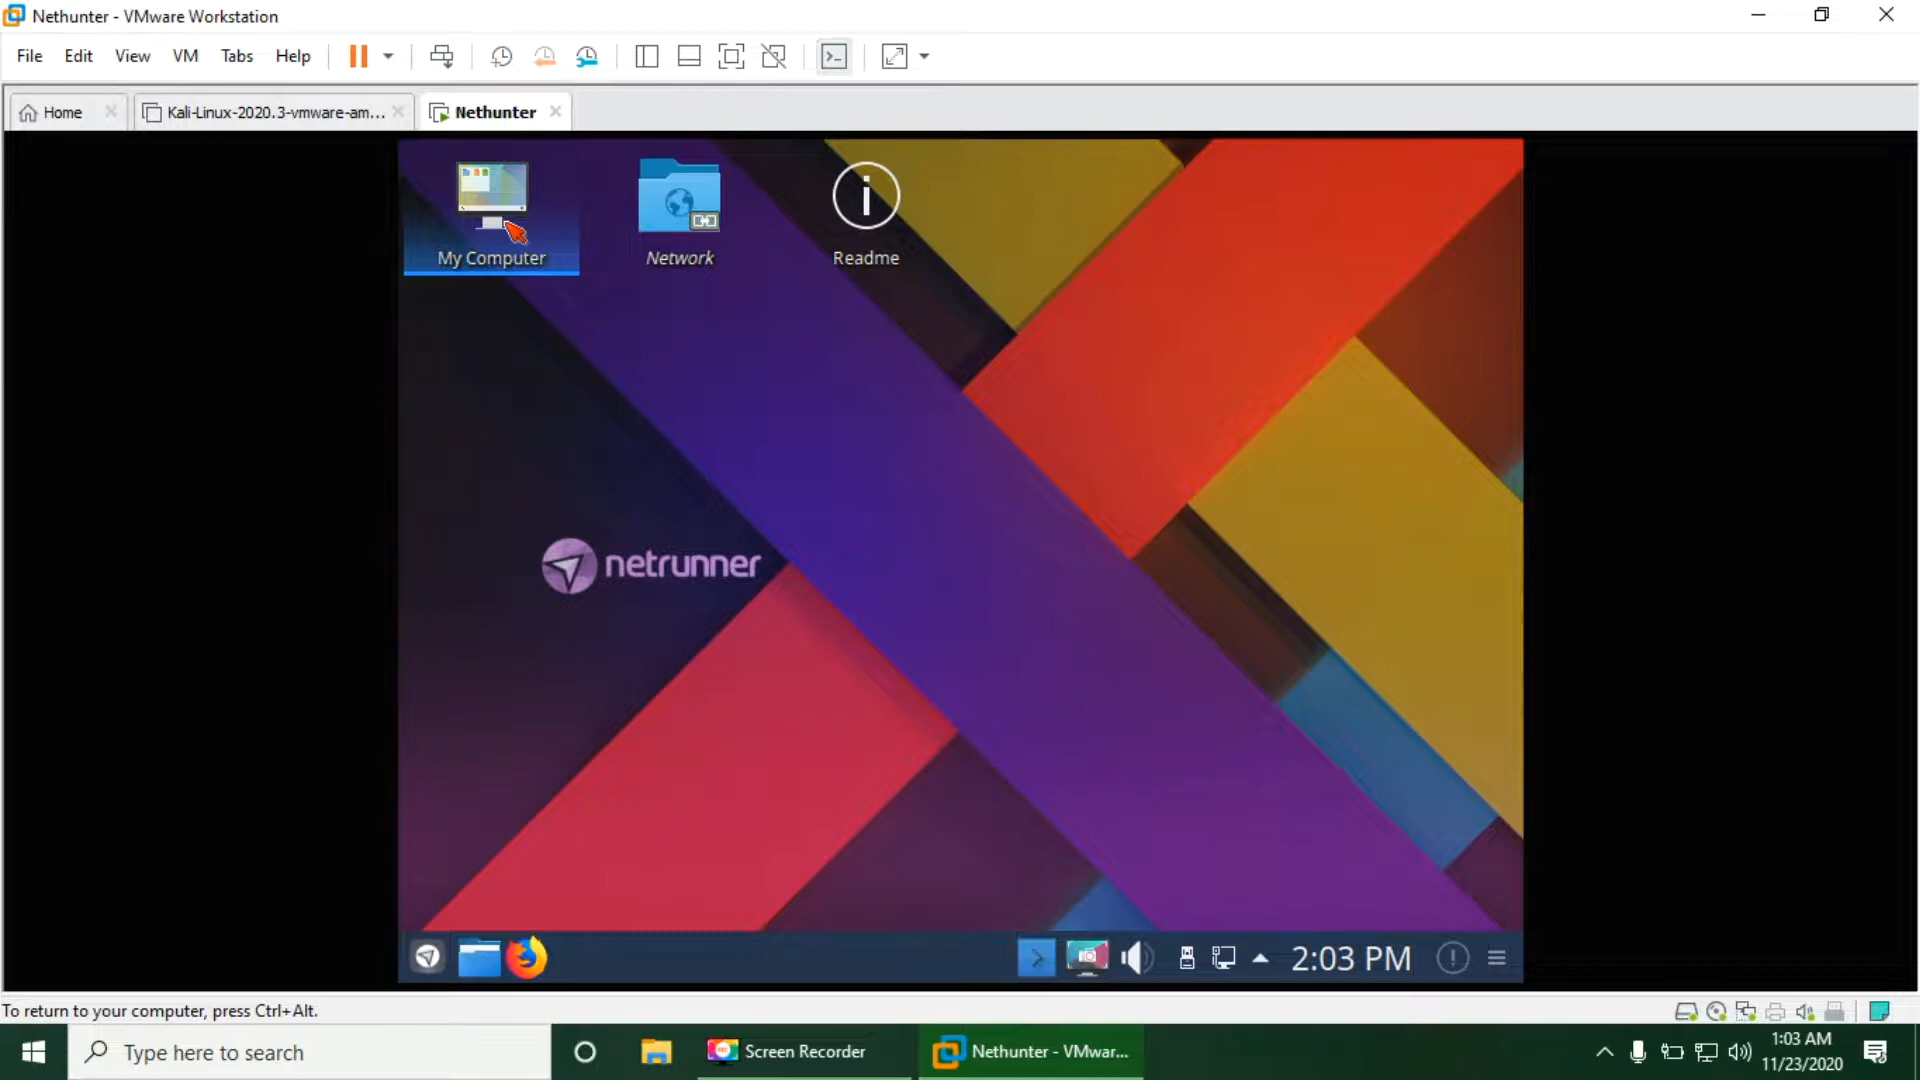 Nethunter - VMware Workstation
File Edit View VM Tabs Help
Home Kali-Linux-2020.3-vmware-am... Nethunter
My Computer Network Readme
netrunner
2:03 PM
To return to your computer, press Ctrl+Alt.
Type here to search Screen Recorder Nethunter - VMwar... 1:03 AM
11/23/2020